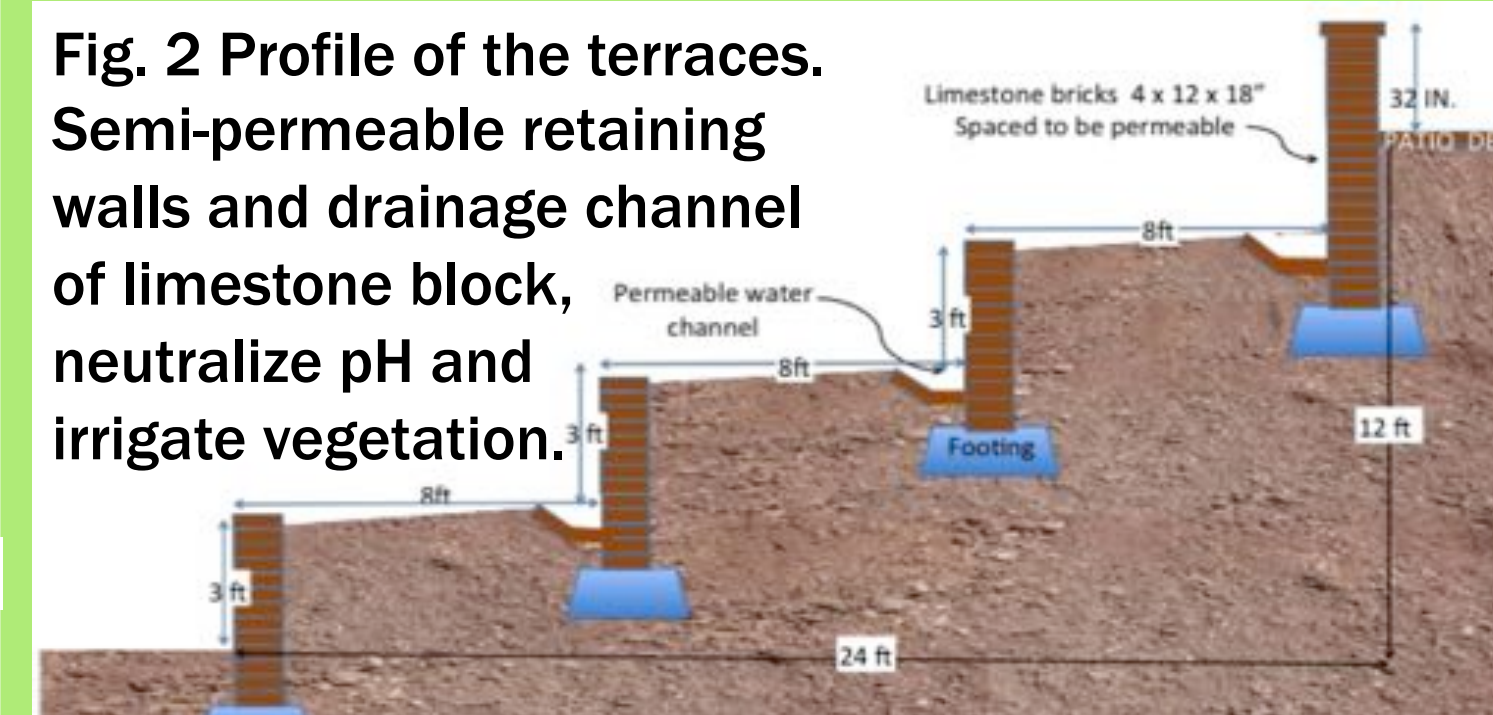 Fig. 2 Profile of the terraces.
Semi-permeable retaining
walls and drainage channel
of limestone block,
neutralize pH and
irrigate vegetation.
Limestone bricks 4 x 12 x 18"
Spaced to be permeable
32 IN.
PATIO DE
8ft
Permeable water
channel
3 ft
8ft
3 ft
Footing
12 ft
8ft
3 ft
24 ft